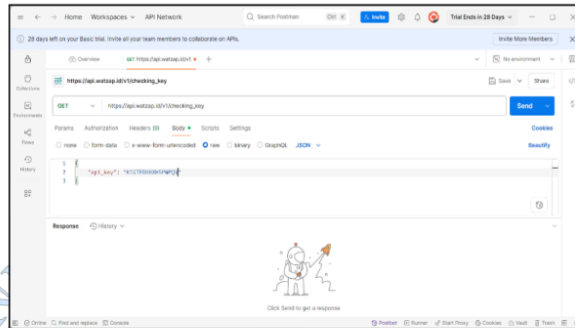 Home Workspaces API Network Search Postman Ctrl K Invite Trial Ends in 28 Days
28 days left on your Basic trial. Invite all your team members to collaborate on APIs. Invite More Members
Overview GET https://api.watzap.id/v1 No environment
Collections
https://api.watzap.id/v1/checking_key Save Share
Environments
GET https://api.watzap.id/v1/checking_key Send
Flows
Params Authorization Headers (9) Body Scripts Settings Cookies
History
none form-data x-www-form-urlencoded raw binary GraphQL JSON Beautify
1 {
2 "api_key":
3 }
Response History
Click Send to get a response
Online Find and replace Console Postbot Runner Start Proxy Cookies Vault Trash